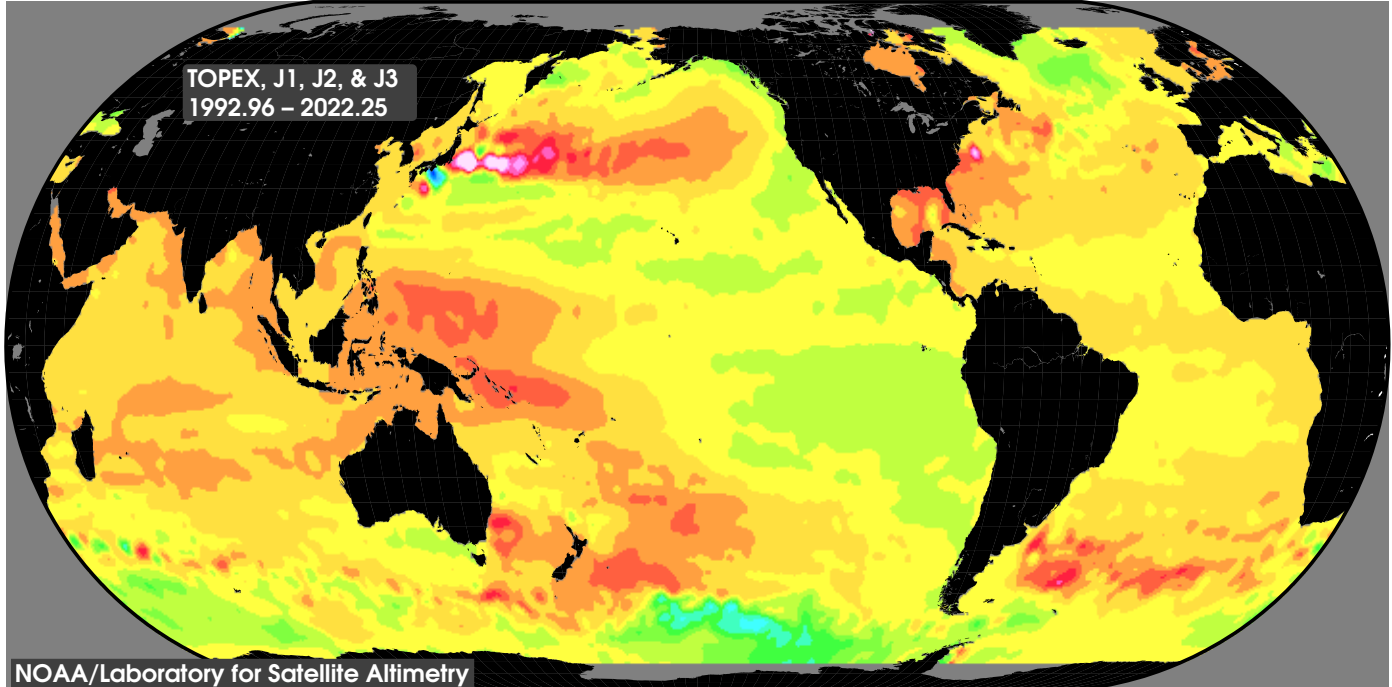 TOPEX, J1, J2, & J3
1992.96 – 2022.25
NOAA/Laboratory for Satellite Altimetry